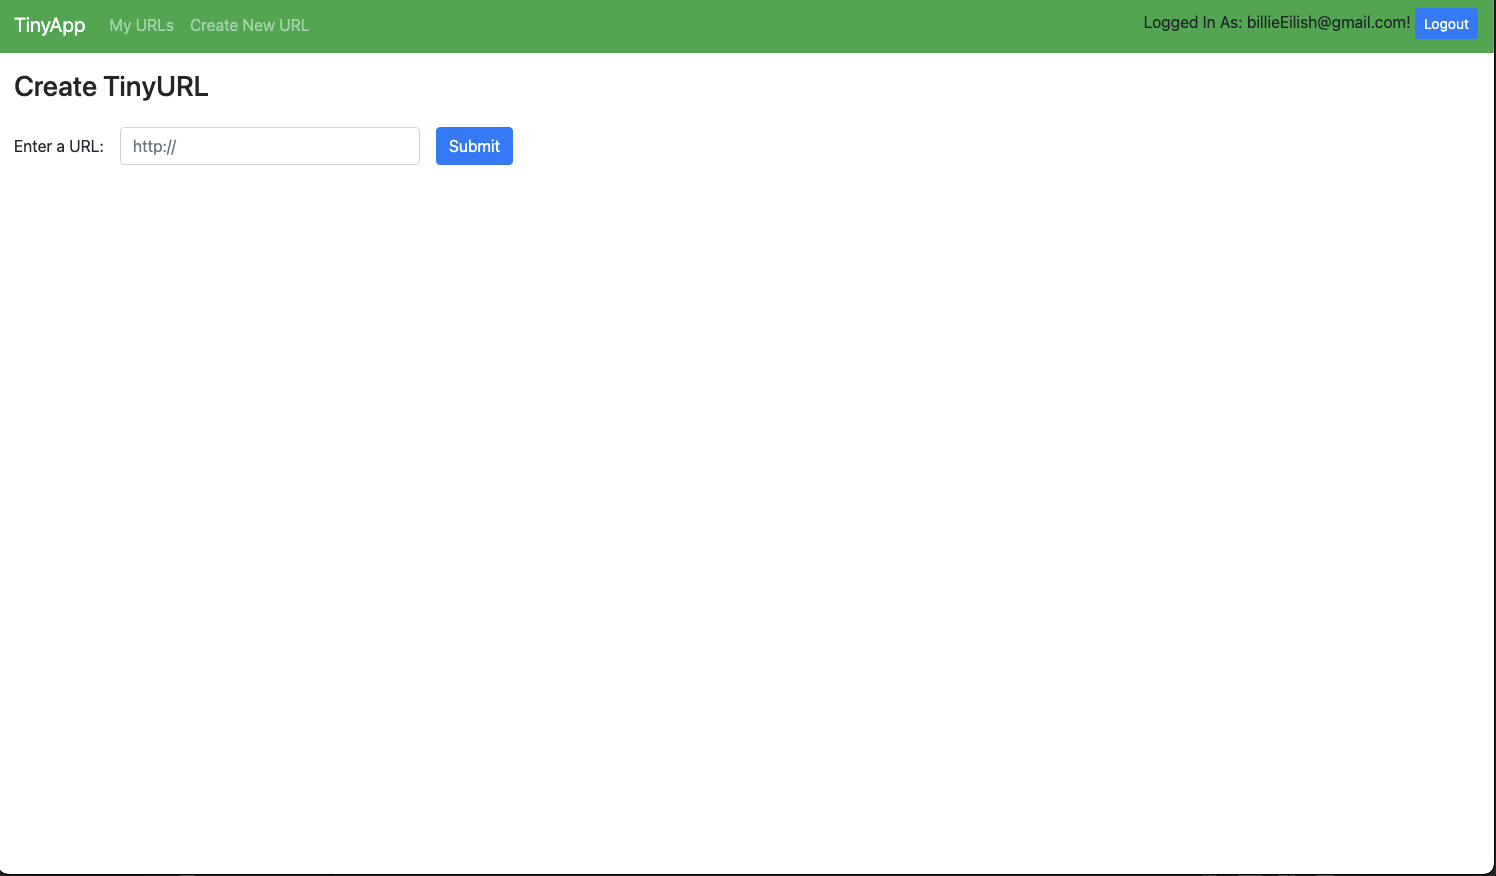 TinyApp My URLs Create New URL Logged In As: billieEilish@gmail.com! Logout
Create TinyURL
Enter a URL: http:// Submit